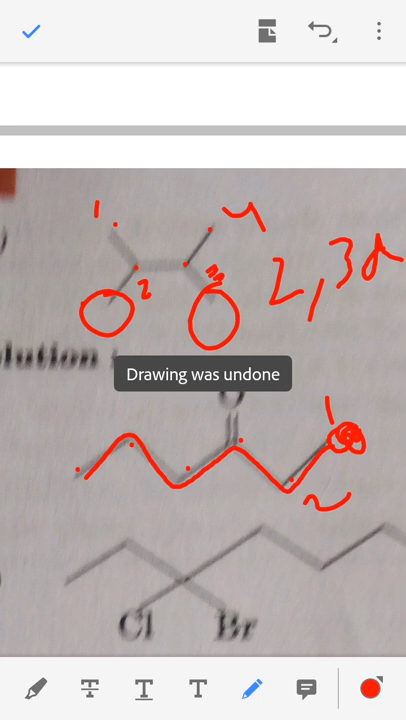 1
4
2
3
2,3d
lution :
Drawing was undone
O
1
2
Cl Br
T T T